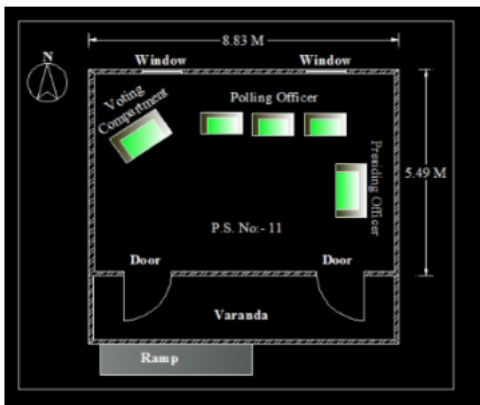 8.83 M
N
Window
Window
Voting
Compartment
Polling Officer
Presiding Officer
5.49 M
P.S. No:- 11
Door
Door
Varanda
Ramp